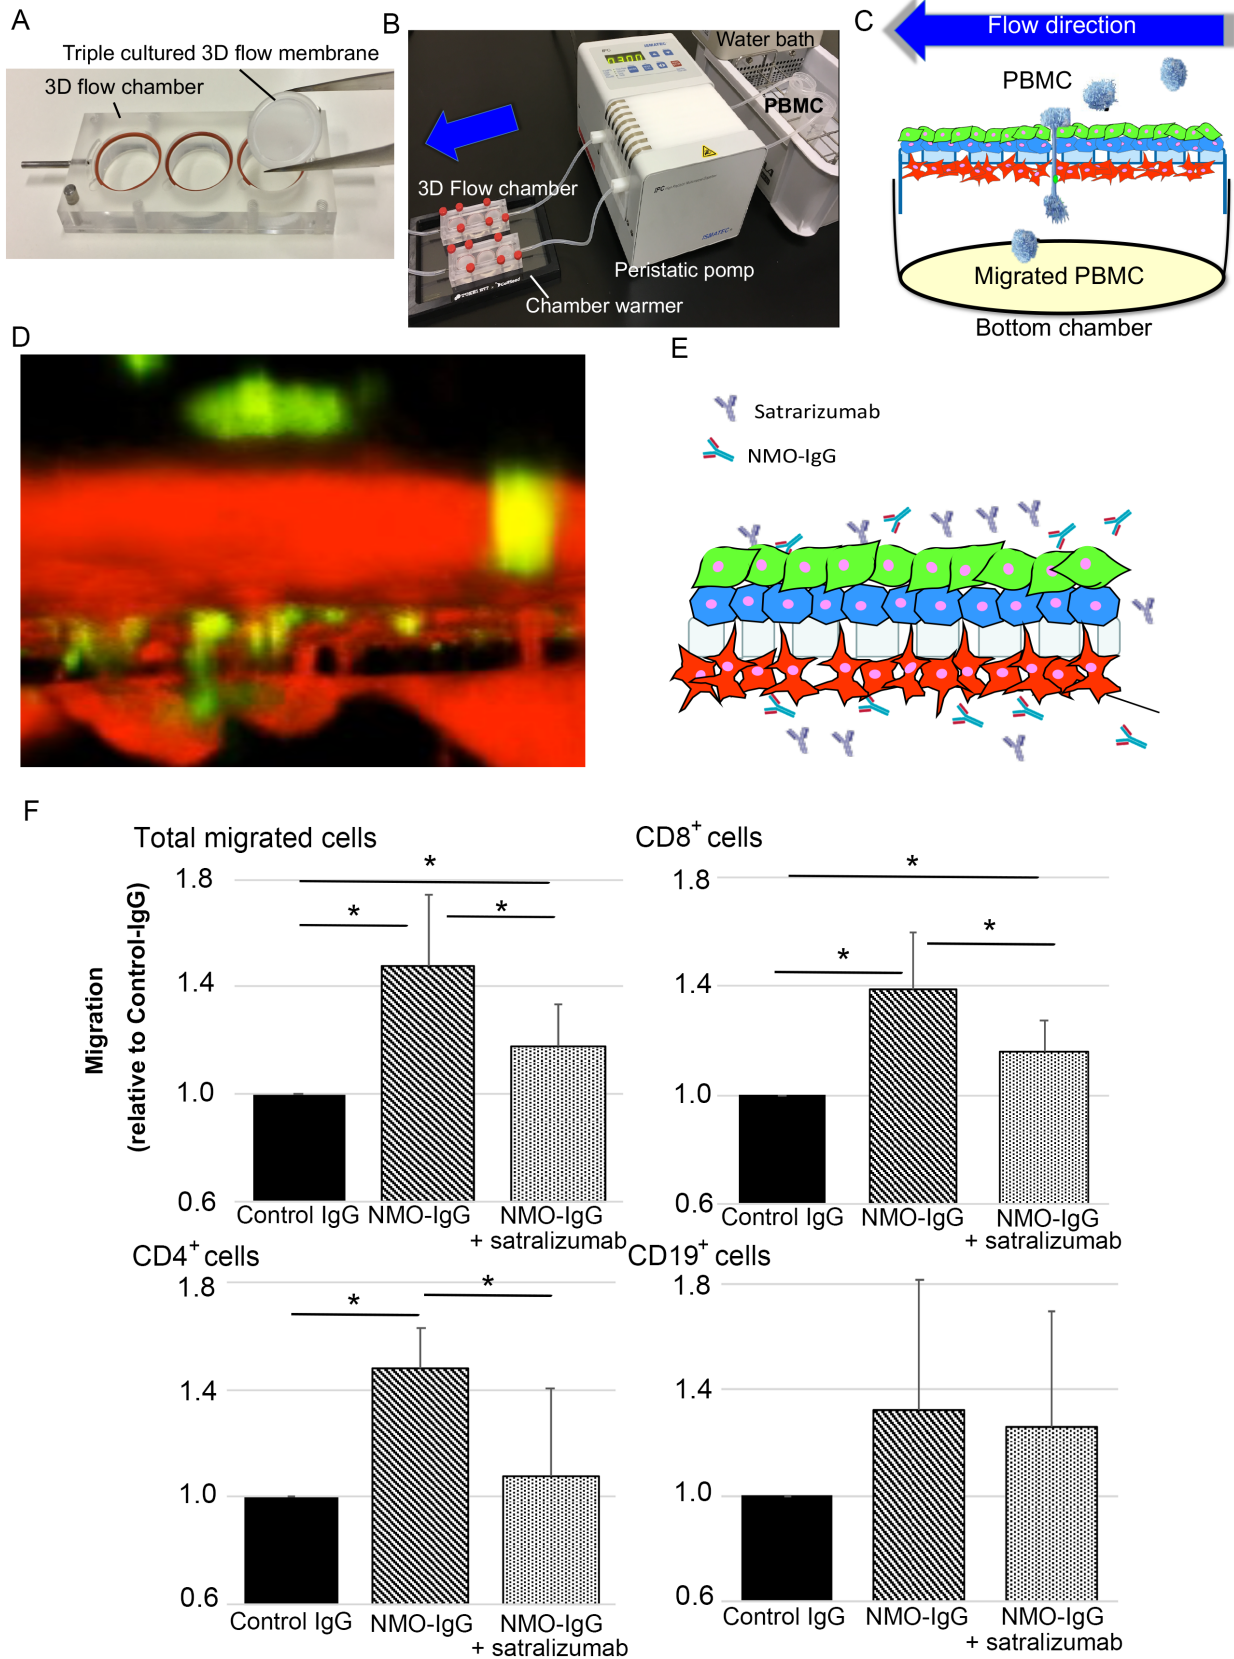 A
Triple cultured 3D flow membrane
3D flow chamber
B
Water bath
PBMC
3D Flow chamber
Peristatic pomp
Chamber warmer
IPC
ISMATEC
C
Flow direction
PBMC
Migrated PBMC
Bottom chamber
D
E
Satrarizumab
NMO-IgG
F
Total migrated cells
Migration
(relative to Control-IgG)
*
*
*
1.8
1.4
1.0
0.6
Control IgG
NMO-IgG
NMO-IgG
+ satralizumab
CD8+ cells
*
*
*
1.8
1.4
1.0
0.6
Control IgG
NMO-IgG
NMO-IgG
+ satralizumab
CD4+ cells
*
*
1.8
1.4
1.0
0.6
Control IgG
NMO-IgG
NMO-IgG
+ satralizumab
CD19+ cells
1.8
1.4
1.0
0.6
Control IgG
NMO-IgG
NMO-IgG
+ satralizumab